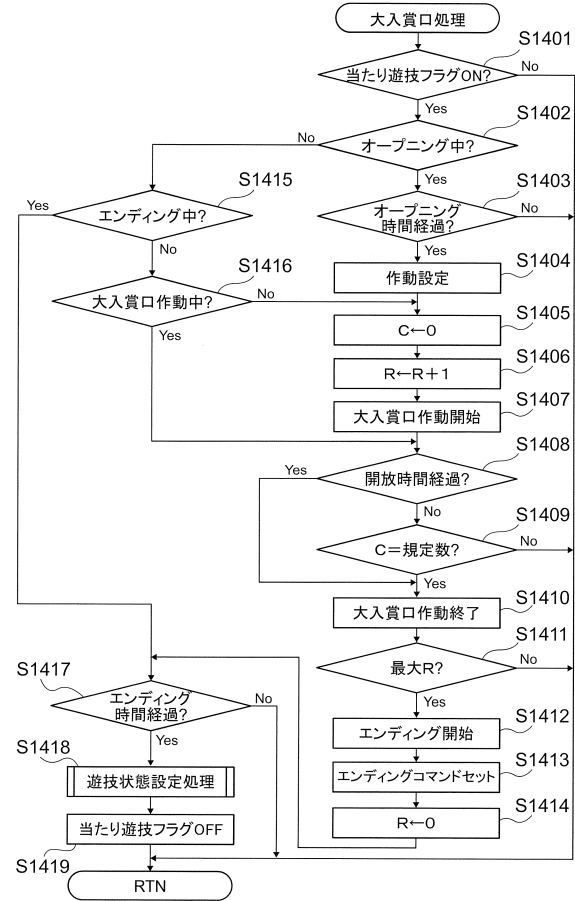 大入賞口処理
S1401
当たり遊技フラグON?
No
Yes
S1402
オープニング中?
No
Yes
S1415
エンディング中?
Yes
No
S1403
オープニング
時間経過?
No
Yes
S1416
大入賞口作動中?
No
Yes
S1404
作動設定
S1405
C←0
S1406
R←R+1
S1407
大入賞口作動開始
S1408
開放時間経過?
Yes
No
S1409
C=規定数?
No
Yes
S1410
大入賞口作動終了
S1411
最大R?
No
Yes
S1412
エンディング開始
S1413
エンディングコマンドセット
S1414
R←0
S1417
エンディング
時間経過?
No
Yes
S1418
遊技状態設定処理
当たり遊技フラグOFF
S1419
RTN